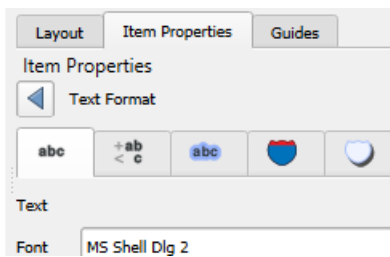 Layout Item Properties Guides
Item Properties
Text Format
abc +ab < c abc
Text
Font MS Shell Dlg 2